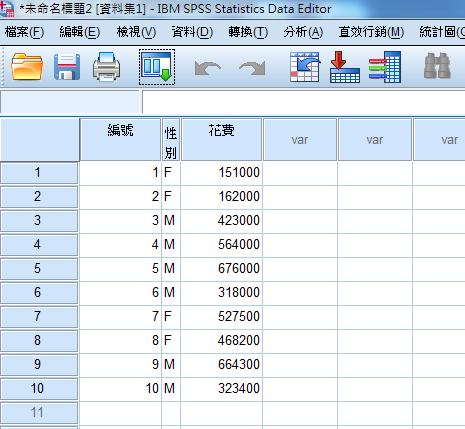 *未命名標題2 [資料集1] - IBM SPSS Statistics Data Editor
檔案(F) 編輯(E) 檢視(V) 資料(D) 轉換(T) 分析(A) 直效行銷(M) 統計圖(
編號 性別 花費 var var var
1 1 F 151000
2 2 F 162000
3 3 M 423000
4 4 M 564000
5 5 M 676000
6 6 M 318000
7 7 F 527500
8 8 F 468200
9 9 M 664300
10 10 M 323400
11